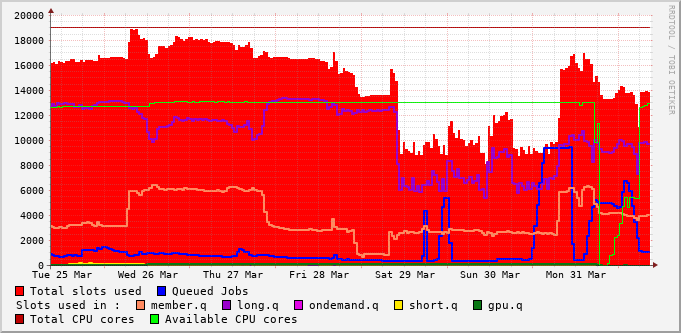 RRDTOOL / TOBI OETIKER
20000
18000
16000
14000
12000
10000
8000
6000
4000
2000
0
Tue 25 Mar Wed 26 Mar Thu 27 Mar Fri 28 Mar Sat 29 Mar Sun 30 Mar Mon 31 Mar
Total slots used Queued Jobs
Slots used in : member.q long.q ondemand.q short.q gpu.q
Total CPU cores Available CPU cores